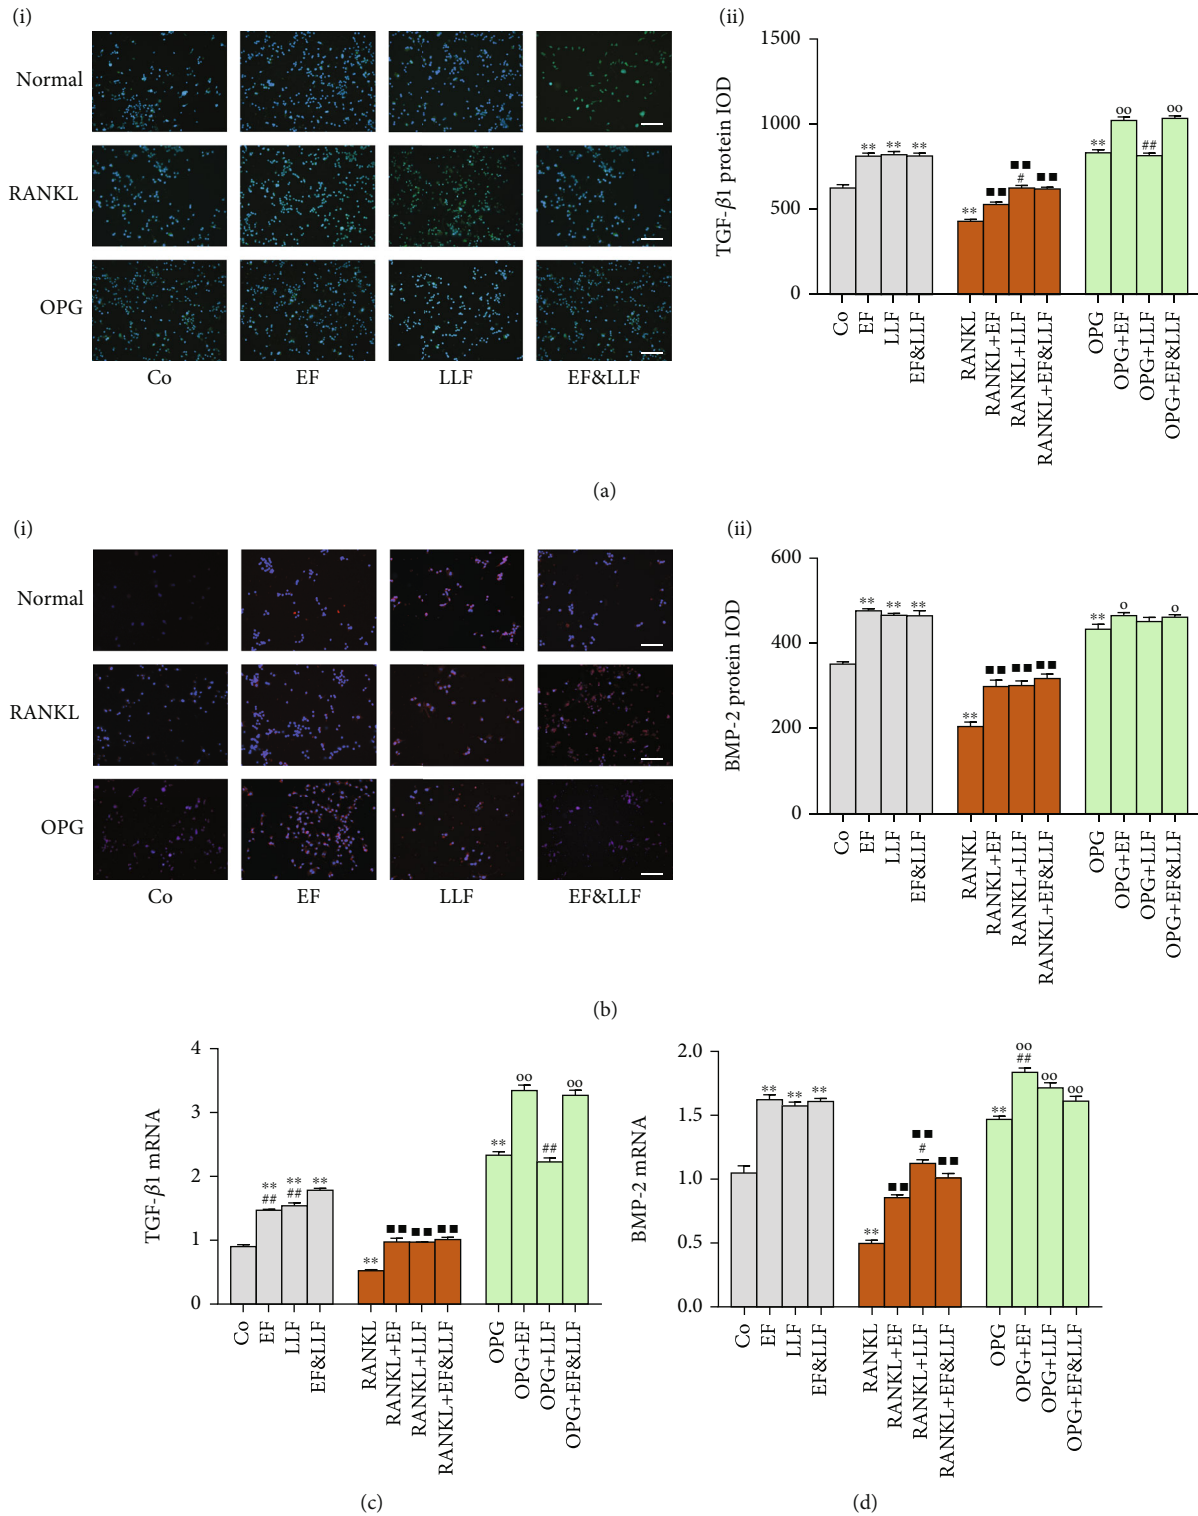 (i)
Normal
RANKL
OPG
Co EF LLF EF&LLF
(ii)
TGF-β1 protein IOD
1500
1000
500
0
** ** **
** ■■ ■■ # ■■
** oo ## oo
Co EF LLF EF&LLF RANKL RANKL+EF RANKL+LLF RANKL+EF&LLF OPG OPG+EF OPG+LLF OPG+EF&LLF
(a)
(i)
Normal
RANKL
OPG
Co EF LLF EF&LLF
(ii)
BMP-2 protein IOD
600
400
200
0
** ** **
** ■■ ■■ ■■
** o o
Co EF LLF EF&LLF RANKL RANKL+EF RANKL+LLF RANKL+EF&LLF OPG OPG+EF OPG+LLF OPG+EF&LLF
(b)
TGF-β1 mRNA
4
3
2
1
0
** ## ** ## **
** ■■ ■■ ■■
** oo ## oo
Co EF LLF EF&LLF RANKL RANKL+EF RANKL+LLF RANKL+EF&LLF OPG OPG+EF OPG+LLF OPG+EF&LLF
(c)
BMP-2 mRNA
2.0
1.5
1.0
0.5
0.0
** ** **
** ■■ ■■ # ■■
** oo ## oo oo
Co EF LLF EF&LLF RANKL RANKL+EF RANKL+LLF RANKL+EF&LLF OPG OPG+EF OPG+LLF OPG+EF&LLF
(d)